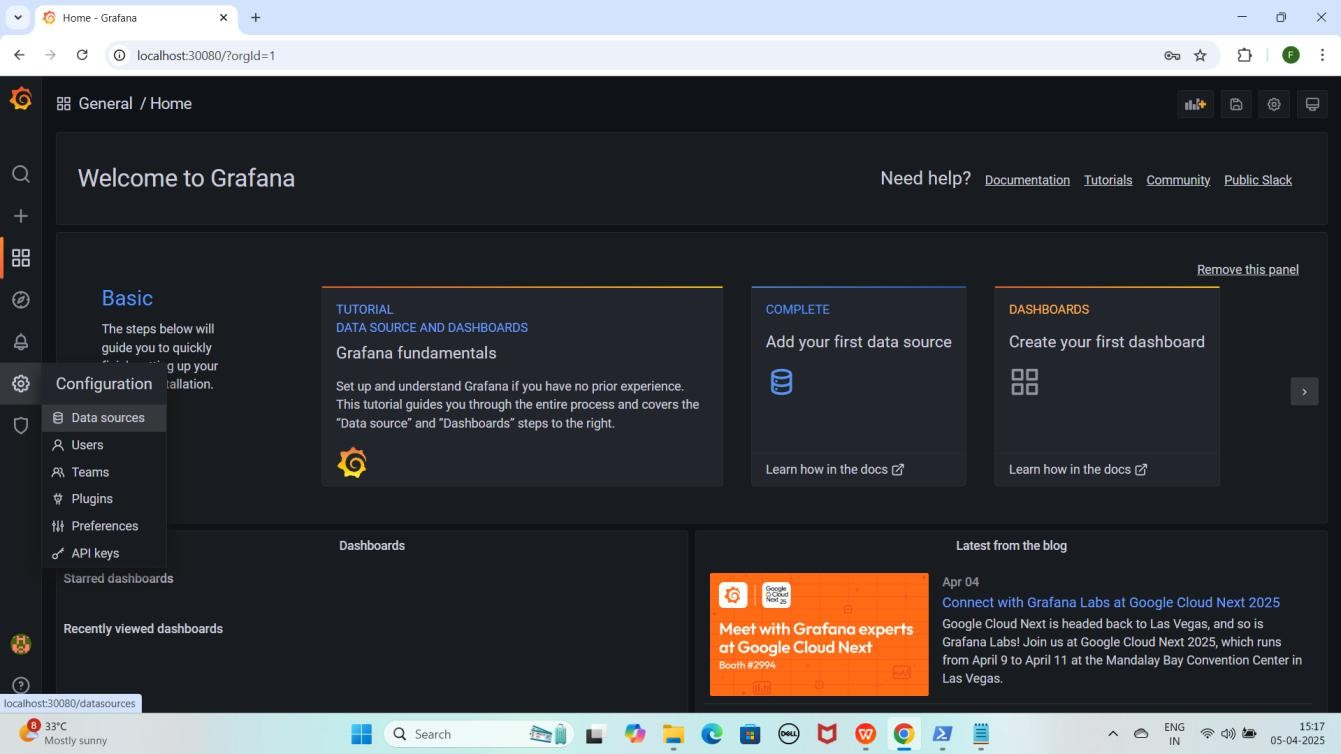 Home - Grafana
localhost:30080/?orgId=1
F
General / Home
Welcome to Grafana
Need help?
Documentation
Tutorials
Community
Public Slack
Remove this panel
Basic
The steps below will
guide you to quickly
up your
tallation.
TUTORIAL
DATA SOURCE AND DASHBOARDS
Grafana fundamentals
Set up and understand Grafana if you have no prior experience.
This tutorial guides you through the entire process and covers the
“Data source” and “Dashboards” steps to the right.
COMPLETE
Add your first data source
Learn how in the docs
DASHBOARDS
Create your first dashboard
Learn how in the docs
Configuration
Data sources
Users
Teams
Plugins
Preferences
API keys
Dashboards
Starred dashboards
Recently viewed dashboards
Latest from the blog
Google
Cloud
Next 25
Meet with Grafana experts
at Google Cloud Next
Booth #2994
Apr 04
Connect with Grafana Labs at Google Cloud Next 2025
Google Cloud Next is headed back to Las Vegas, and so is
Grafana Labs! Join us at Google Cloud Next 2025, which runs
from April 9 to April 11 at the Mandalay Bay Convention Center in
Las Vegas.
localhost:30080/datasources
8
33°C
Mostly sunny
Search
DELL
W
ENG
IN
15:17
05-04-2025